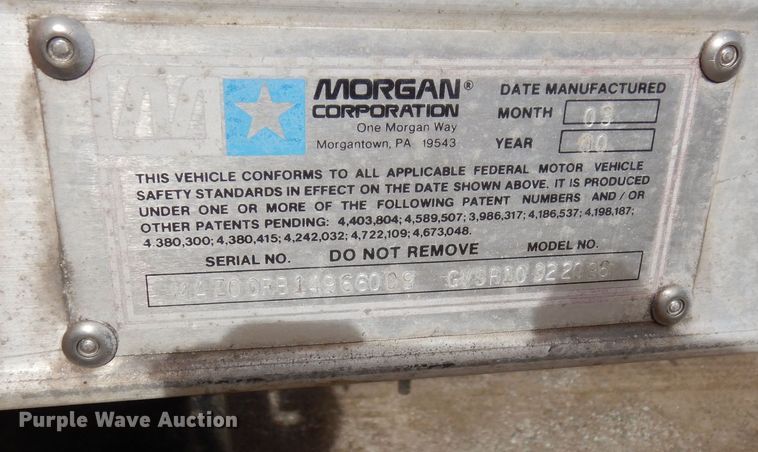 MORGAN®
CORPORATION
One Morgan Way
Morgantown, PA 19543
DATE MANUFACTURED
MONTH 03
YEAR 00
THIS VEHICLE CONFORMS TO ALL APPLICABLE FEDERAL MOTOR VEHICLE
SAFETY STANDARDS IN EFFECT ON THE DATE SHOWN ABOVE. IT IS PRODUCED
UNDER ONE OR MORE OF THE FOLLOWING PATENT NUMBERS AND/OR
OTHER PATENTS PENDING: 4,403,804; 4,589,507; 3,986,317; 4,186,537; 4,198,187;
4,380,300; 4,380,415; 4,242,032; 4,722,109; 4,673,048.
SERIAL NO. DO NOT REMOVE MODEL NO.
Purple Wave Auction